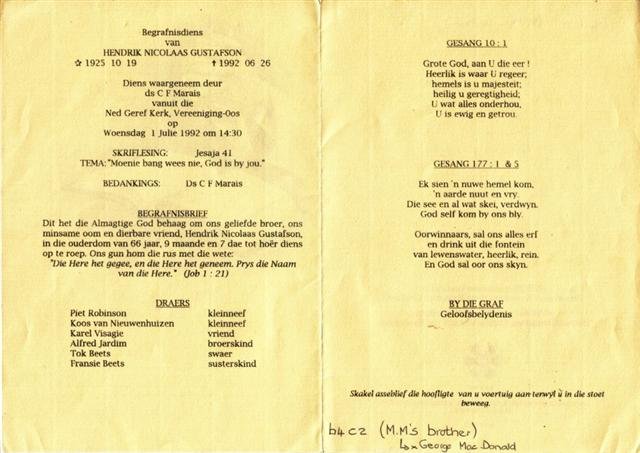 Begrafnisdiens
van
HENDRIK NICOLAAS GUSTAFSON
☆ 1925 10 19 † 1992 06 26
Diens waargeneem deur
ds C F Marais
vanuit die
Ned Geref Kerk, Vereeniging-Oos
op
Woensdag 1 Julie 1992 om 14:30
SKRIFLESING: Jesaja 41
TEMA: "Moenie bang wees nie, God is by jou."
BEDANKINGS: Ds C F Marais
BEGRAFNISBRIEF
Dit het die Almagtige God behaag om ons geliefde broer, ons
minsame oom en dierbare vriend, Hendrik Nicolaas Gustafson,
in die ouderdom van 66 jaar, 9 maande en 7 dae tot hoër diens
op te roep. Ons gun hom die rus met die wete:
"Die Here het gegee, en die Here het geneem. Prys die Naam
van die Here." (Job 1 : 21)
DRAERS
Piet Robinson kleinneef
Koos van Nieuwenhuizen kleinneef
Karel Visagie vriend
Alfred Jardim broerskind
Tok Beets swaer
Fransie Beets susterskind
GESANG 10 : 1
Grote God, aan U die eer !
Heerlik is waar U regeer;
hemels is u majesteit;
heilig u geregtigheid;
U wat alles onderhou,
U is ewig en getrou.
GESANG 177 : 1 & 5
Ek sien 'n nuwe hemel kom,
'n aarde nuut en vry.
Die see en al wat skei, verdwyn.
God self kom by ons bly.
Oorwinnaars, sal ons alles erf
en drink uit die fontein
van lewenswater, heerlik, rein.
En God sal oor ons skyn.
BY DIE GRAF
Geloofsbelydenis
Skakel asseblief die hoofligte van u voertuig aan terwyl u in die stoet
beweeg.
b4c2 (M.M's brother)
George Mac Donald